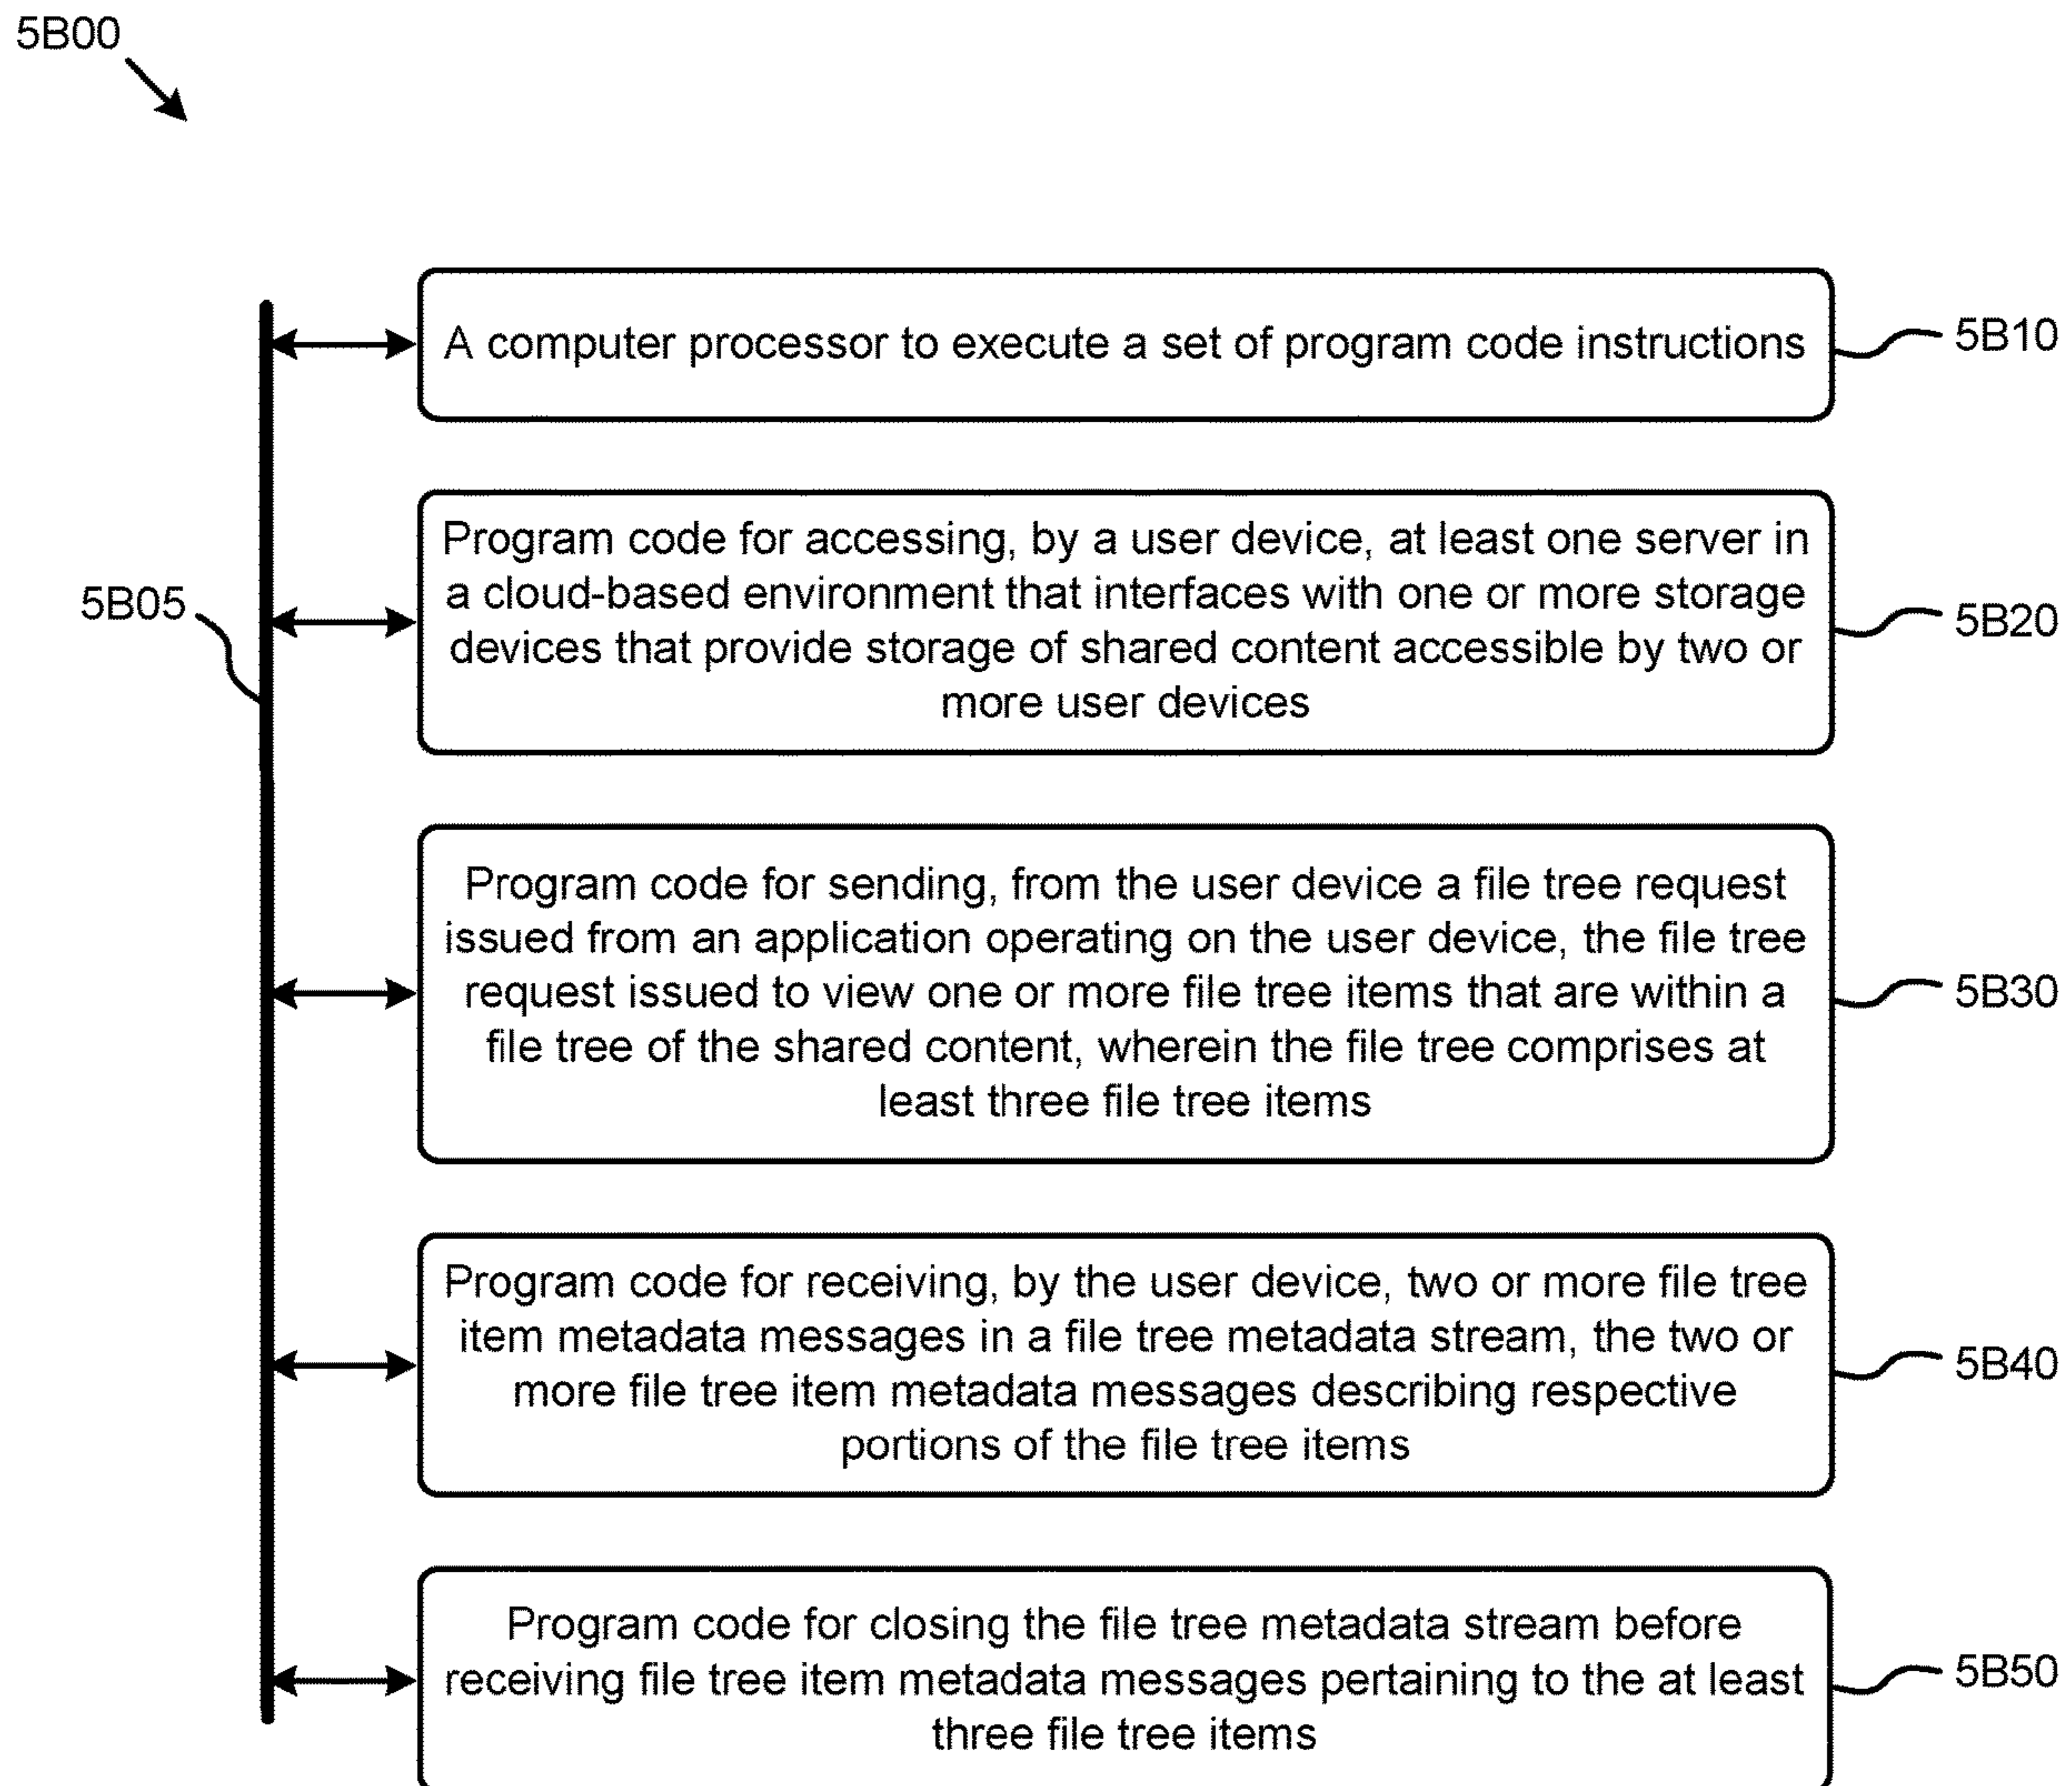 5B00
A computer processor to execute a set of program code instructions
5B10
Program code for accessing, by a user device, at least one server in
a cloud-based environment that interfaces with one or more storage
devices that provide storage of shared content accessible by two or
more user devices
5B05
5B20
Program code for sending, from the user device a file tree request
issued from an application operating on the user device, the file tree
request issued to view one or more file tree items that are within a
file tree of the shared content, wherein the file tree comprises at
least three file tree items
5B30
Program code for receiving, by the user device, two or more file tree
item metadata messages in a file tree metadata stream, the two or
more file tree item metadata messages describing respective
portions of the file tree items
5B40
Program code for closing the file tree metadata stream before
receiving file tree item metadata messages pertaining to the at least
three file tree items
5B50